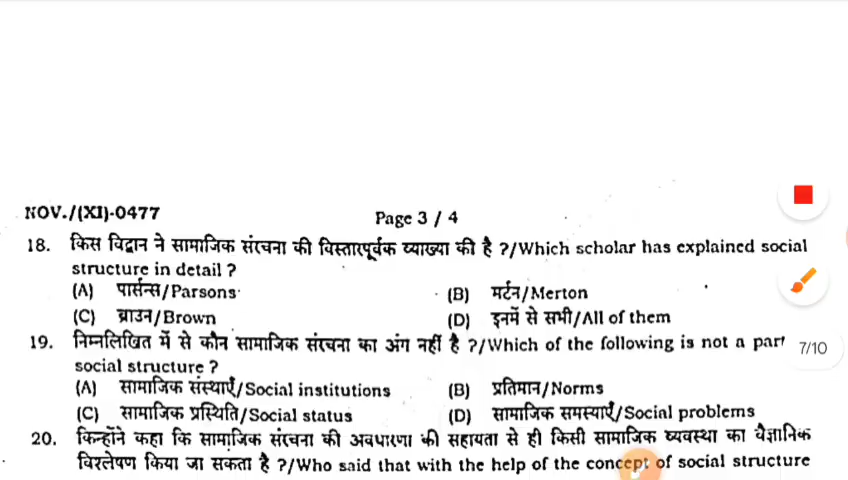 NOV./(XI)-0477 Page 3 / 4
18. किस विद्वान ने सामाजिक संरचना की विस्तारपूर्वक व्याख्या की है ?/Which scholar has explained social
structure in detail ?
(A) पार्सन्स/Parsons (B) मर्टन/Merton
(C) ब्राउन/Brown (D) इनमें से सभी/All of them
19. निम्नलिखित में से कौन सामाजिक संरचना का अंग नहीं है ?/Which of the following is not a part
7/10
social structure ?
(A) सामाजिक संस्थाएँ/Social institutions (B) प्रतिमान/Norms
(C) सामाजिक प्रस्थिति/Social status (D) सामाजिक समस्याएँ/Social problems
20. किन्होंने कहा कि सामाजिक संरचना की अवधारणा की सहायता से ही किसी सामाजिक व्यवस्था का वैज्ञानिक
विश्लेषण किया जा सकता है ?/Who said that with the help of the concept of social structure